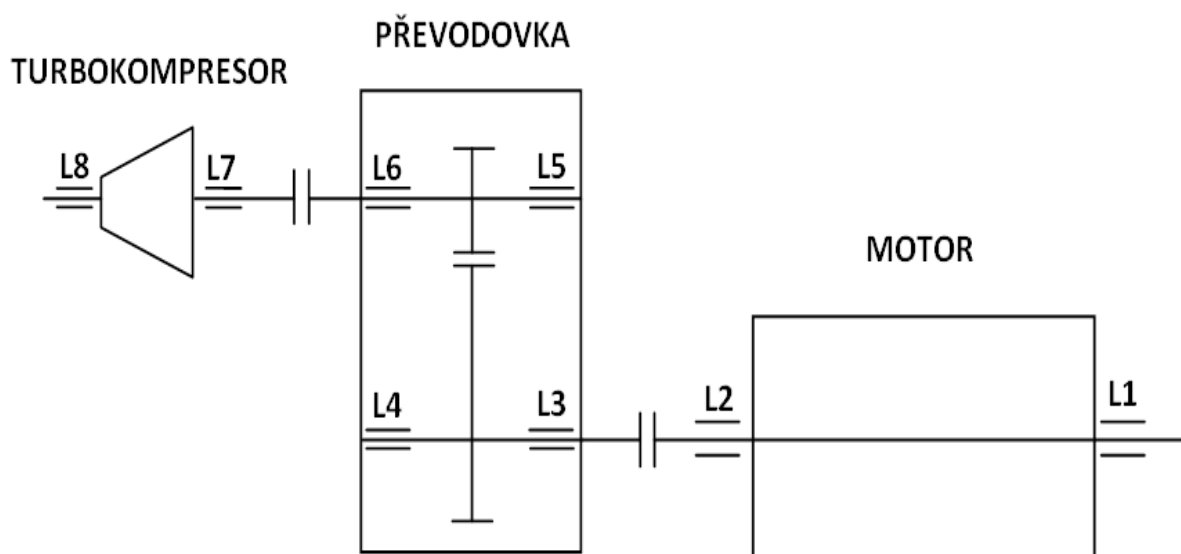 PŘEVODOVKA
TURBOKOMPRESOR
L8 L7 L6 L5
MOTOR
L4 L3 L2 L1